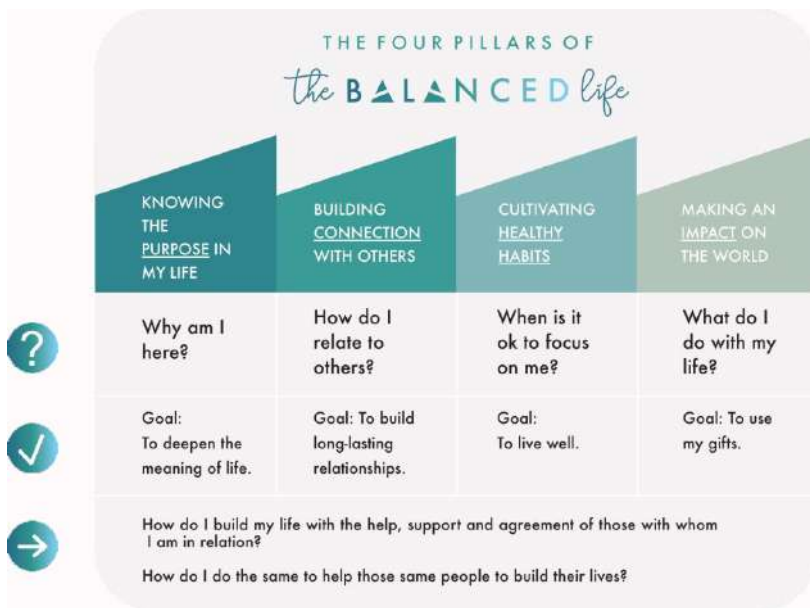 THE FOUR PILLARS OF
the BALANCED life
KNOWING
THE
PURPOSE IN
MY LIFE
BUILDING
CONNECTION
WITH OTHERS
CULTIVATING
HEALTHY
HABITS
MAKING AN
IMPACT ON
THE WORLD
?
Why am I
here?
How do I
relate to
others?
When is it
ok to focus
on me?
What do I
do with my
life?
Goal:
To deepen the
meaning of life.
Goal: To build
long-lasting
relationships.
Goal:
To live well.
Goal: To use
my gifts.
How do I build my life with the help, support and agreement of those with whom
I am in relation?
How do I do the same to help those same people to build their lives?